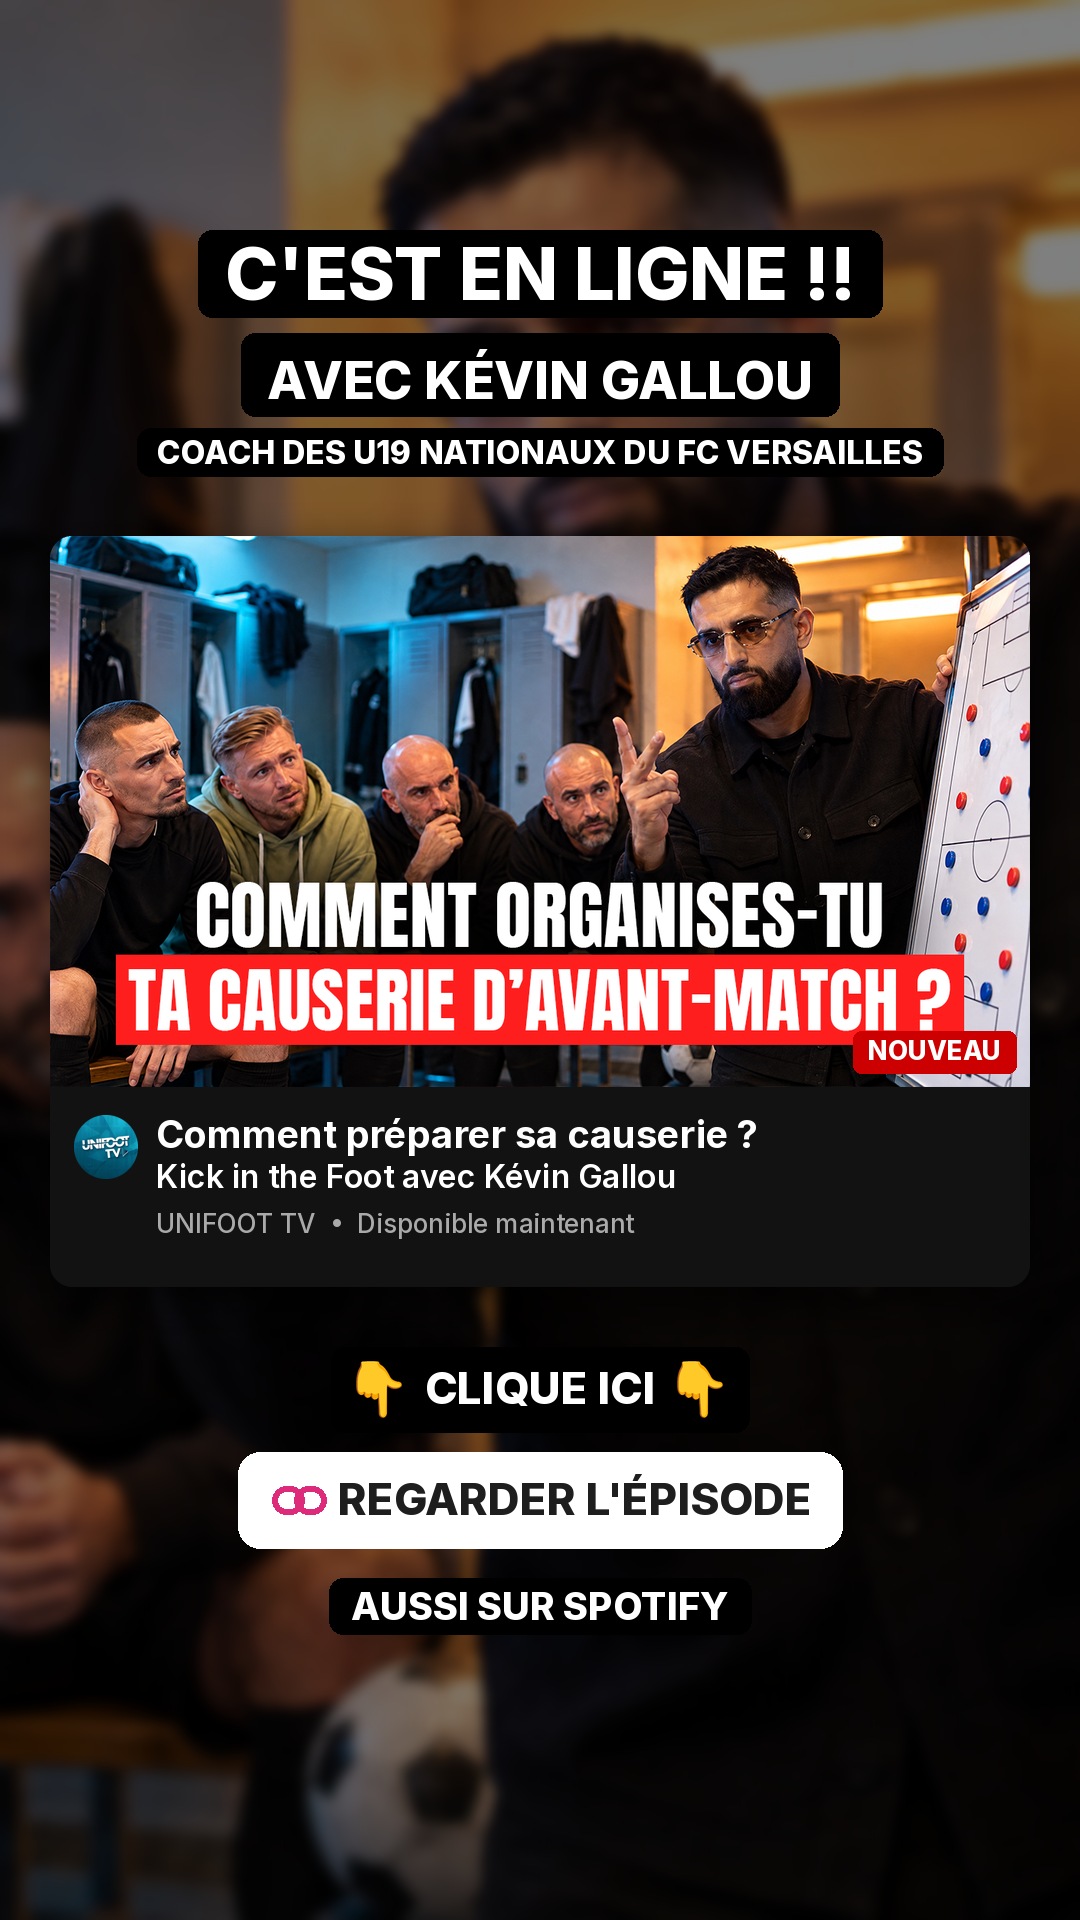 C'EST EN LIGNE !!
AVEC KÉVIN GALLOU
COACH DES U19 NATIONAUX DU FC VERSAILLES
COMMENT ORGANISES-TU
TA CAUSERIE D’AVANT-MATCH ?
NOUVEAU
UNIFOOT
TV
Comment préparer sa causerie ?
Kick in the Foot avec Kévin Gallou
UNIFOOT TV • Disponible maintenant
👇 CLIQUE ICI 👇
REGARDER L'ÉPISODE
AUSSI SUR SPOTIFY